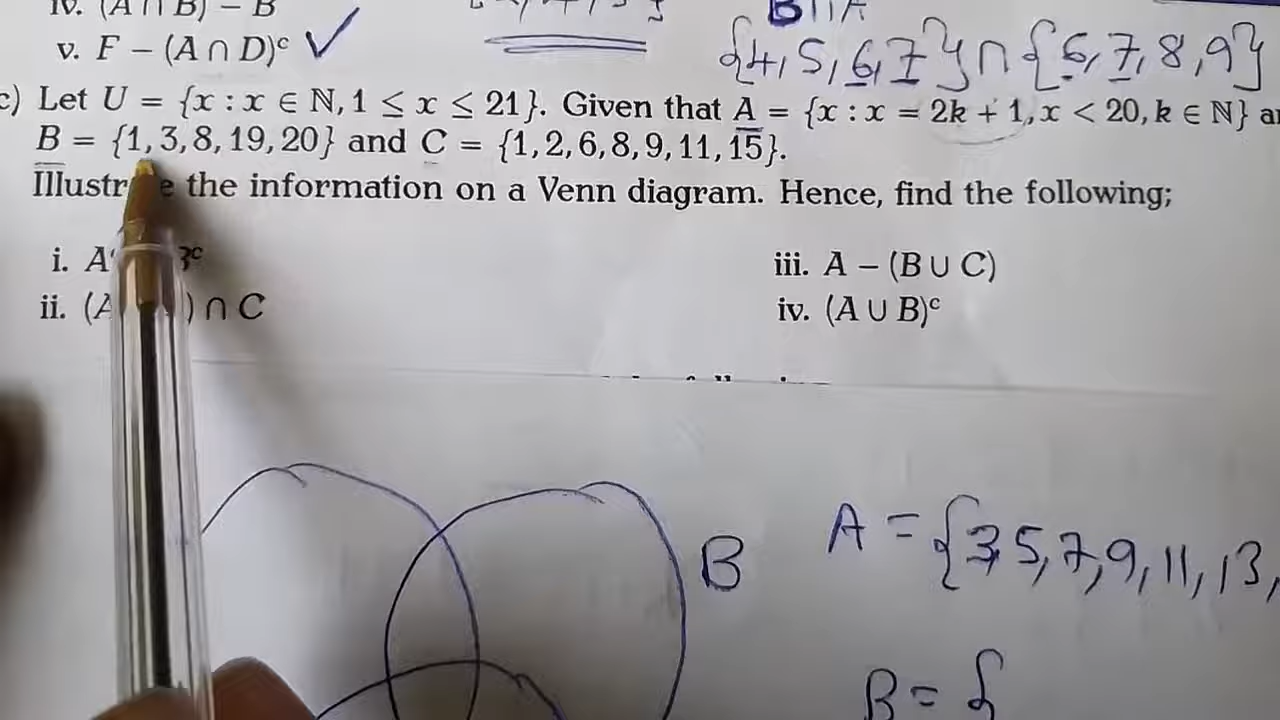 iv. (A ∩ B) − B
B ∩ A
v. F − (A ∩ D)ᶜ ✓
{4, 5, 6, 7} ∩ {6, 7, 8, 9}
c) Let U = {x : x ∈ ℕ, 1 ≤ x ≤ 21}. Given that A = {x : x = 2k + 1, x < 20, k ∈ ℕ}
B = {1, 3, 8, 19, 20} and C = {1, 2, 6, 8, 9, 11, 15}.
Illustrate the information on a Venn diagram. Hence, find the following;
i. A
iii. A − (B ∪ C)
ii. (A ) ∩ C
iv. (A ∪ B)ᶜ
B
A = {3, 5, 7, 9, 11, 13,
B = {